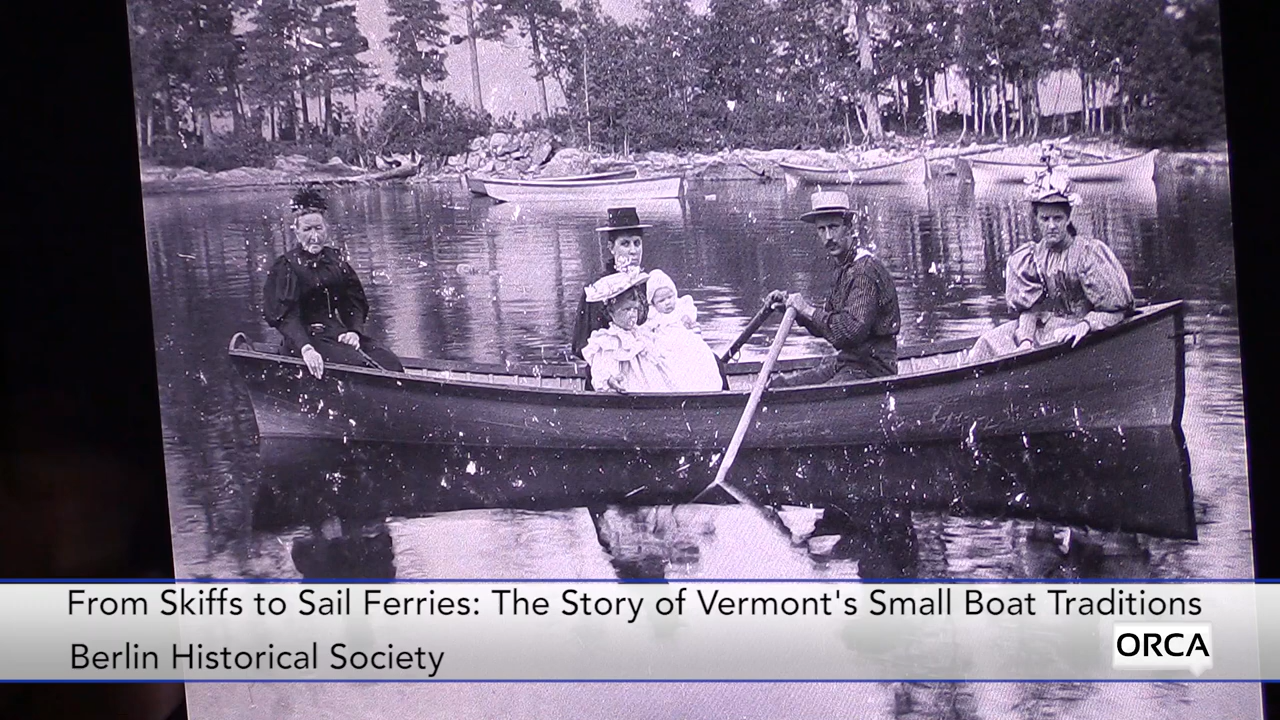 From Skiffs to Sail Ferries: The Story of Vermont's Small Boat Traditions
Berlin Historical Society
ORCA